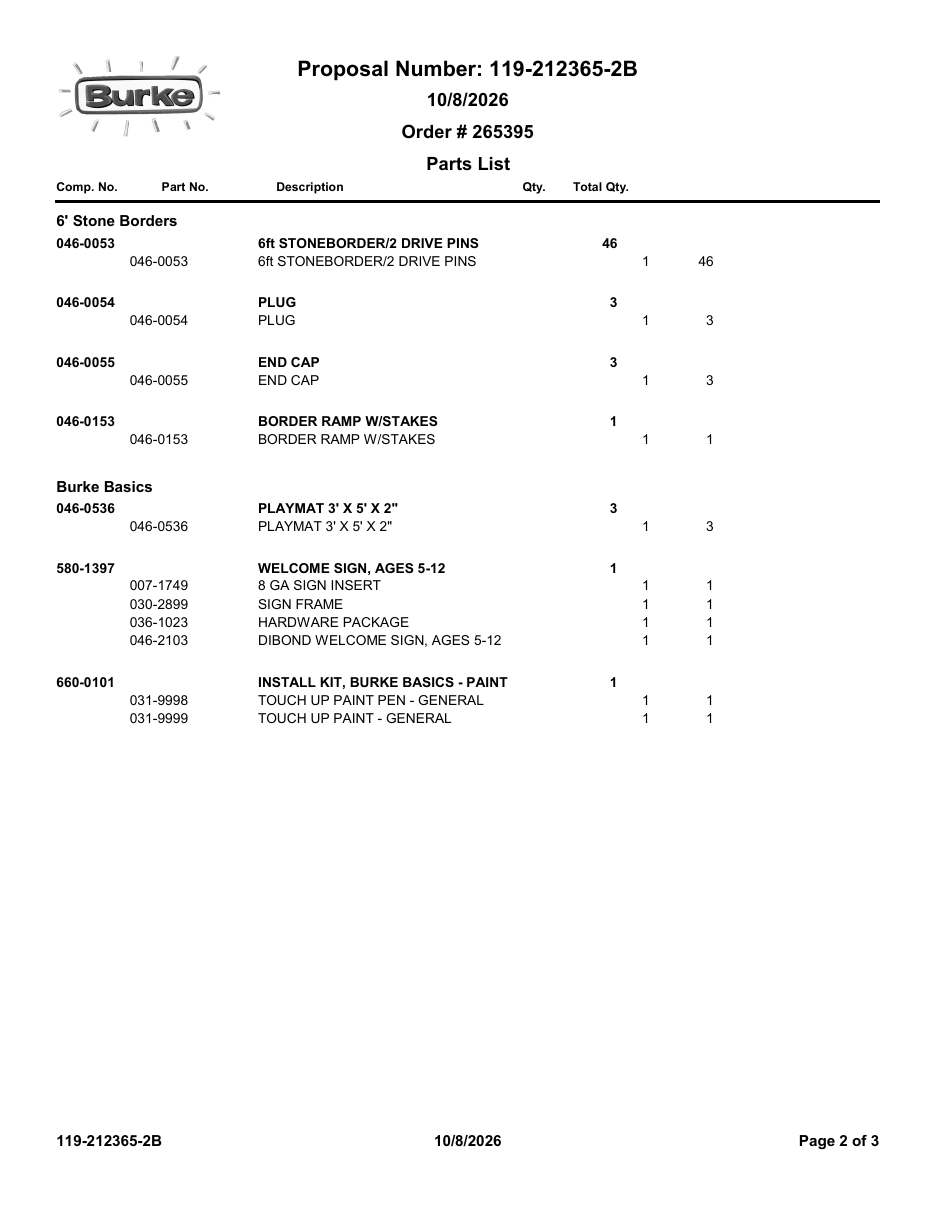 Burke
Proposal Number: 119-212365-2B
10/8/2026
Order # 265395
Parts List
Comp. No. Part No. Description Qty. Total Qty.
6' Stone Borders
046-0053 6ft STONEBORDER/2 DRIVE PINS 46
046-0053 6ft STONEBORDER/2 DRIVE PINS 1 46
046-0054 PLUG 3
046-0054 PLUG 1 3
046-0055 END CAP 3
046-0055 END CAP 1 3
046-0153 BORDER RAMP W/STAKES 1
046-0153 BORDER RAMP W/STAKES 1 1
Burke Basics
046-0536 PLAYMAT 3' X 5' X 2" 3
046-0536 PLAYMAT 3' X 5' X 2" 1 3
580-1397 WELCOME SIGN, AGES 5-12 1
007-1749 8 GA SIGN INSERT 1 1
030-2899 SIGN FRAME 1 1
036-1023 HARDWARE PACKAGE 1 1
046-2103 DIBOND WELCOME SIGN, AGES 5-12 1 1
660-0101 INSTALL KIT, BURKE BASICS - PAINT 1
031-9998 TOUCH UP PAINT PEN - GENERAL 1 1
031-9999 TOUCH UP PAINT - GENERAL 1 1
119-212365-2B 10/8/2026 Page 2 of 3